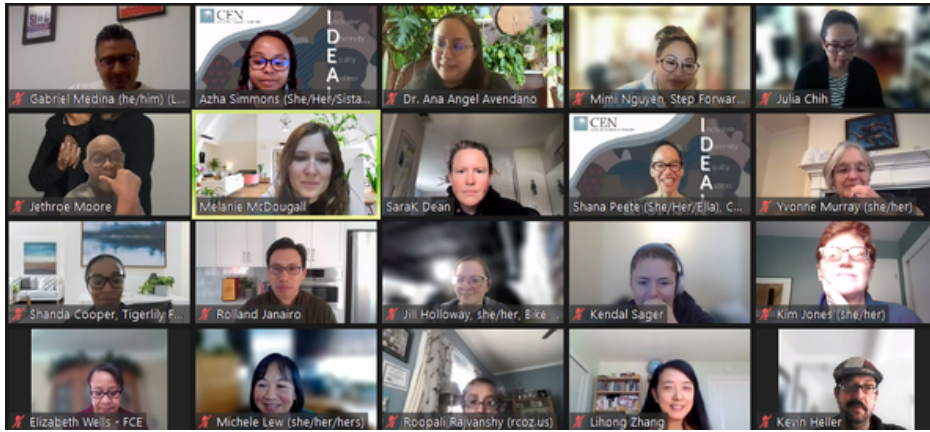 CEN
I
D
E
A
Gabriel Medina (he/him) (L...
Azha Simmons (She/Her/Sista...
Dr. Ana Angel Avendano
Mimi Nguyen, Step Forwar...
Julia Chih
CEN
I
D
E
A
Jethroe Moore
Melanie McDougall
SaraK Dean
Shana Peete (She/Her/Ella), C...
Yvonne Murray (she/her)
Shanda Cooper, Tigerlily F...
Rolland Janairo
Jill Holloway, she/her, Bike ...
Kendal Sager
Kim Jones (she/her)
Elizabeth Wells - FCE
Michele Lew (she/her/hers)
Roopali Rajvanshy (rcoz.us)
Lihong Zhang
Kevin Heller